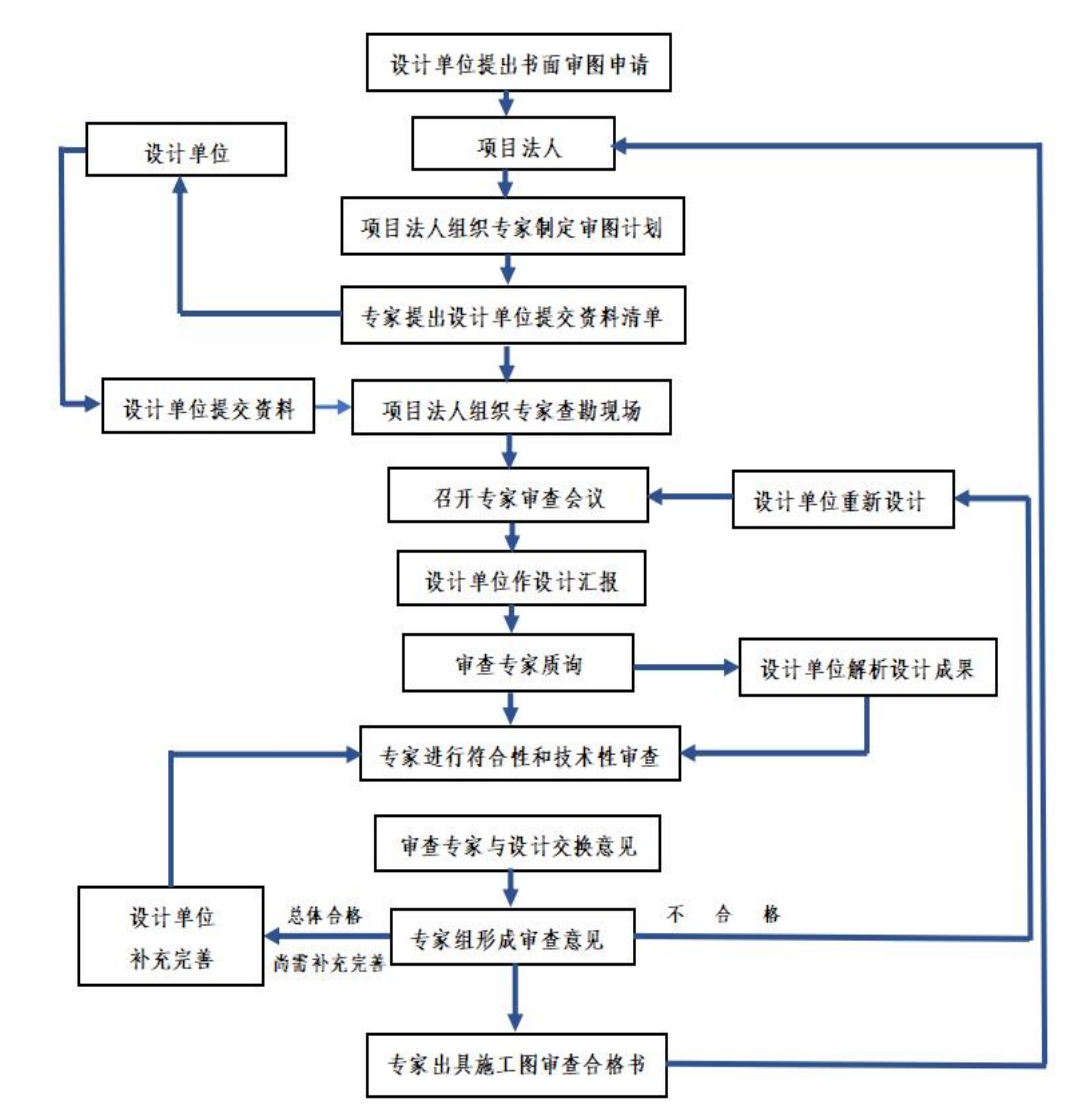 设计单位提出书面审图申请
设计单位
项目法人
项目法人组织专家制定审图计划
专家提出设计单位提交资料清单
设计单位提交资料
项目法人组织专家查勘现场
召开专家审查会议
设计单位重新设计
设计单位作设计汇报
审查专家质询
设计单位解析设计成果
专家进行符合性和技术性审查
审查专家与设计交换意见
设计单位
补充完善
总体合格
尚需补充完善
专家组形成审查意见
不合格
专家出具施工图审查合格书